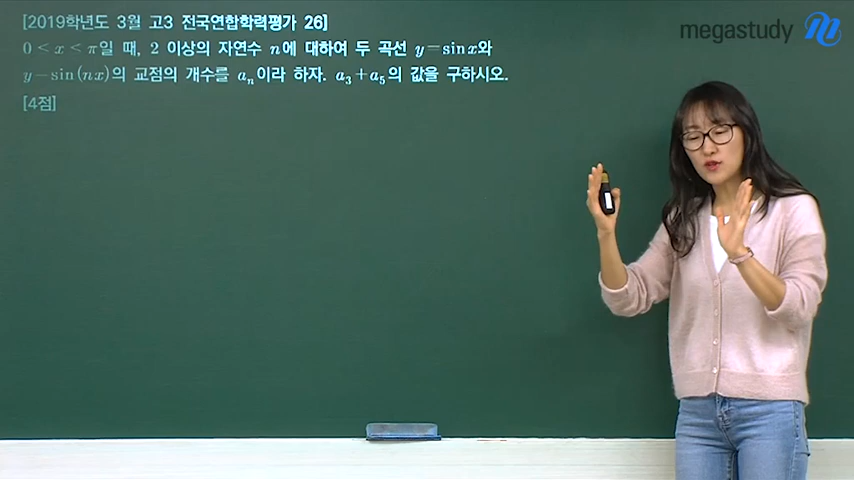 [2019학년도 3월 고3 전국연합학력평가 26]
megastudy
0<x<π일 때, 2 이상의 자연수 n에 대하여 두 곡선 y=sinx와
y=sin(nx)의 교점의 개수를 aₙ이라 하자. a₃+a₅의 값을 구하시오.
[4점]